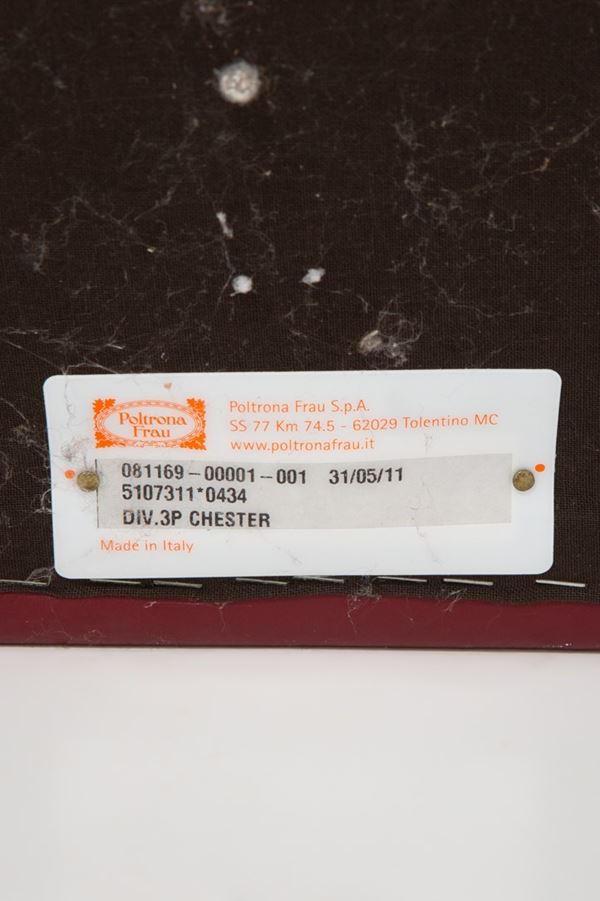 Poltrona
Frau
Poltrona Frau S.p.A.
SS 77 Km 74.5 - 62029 Tolentino MC
www.poltronafrau.it
081169-00001-001 31/05/11
5107311*0434
DIV.3P CHESTER
Made in Italy